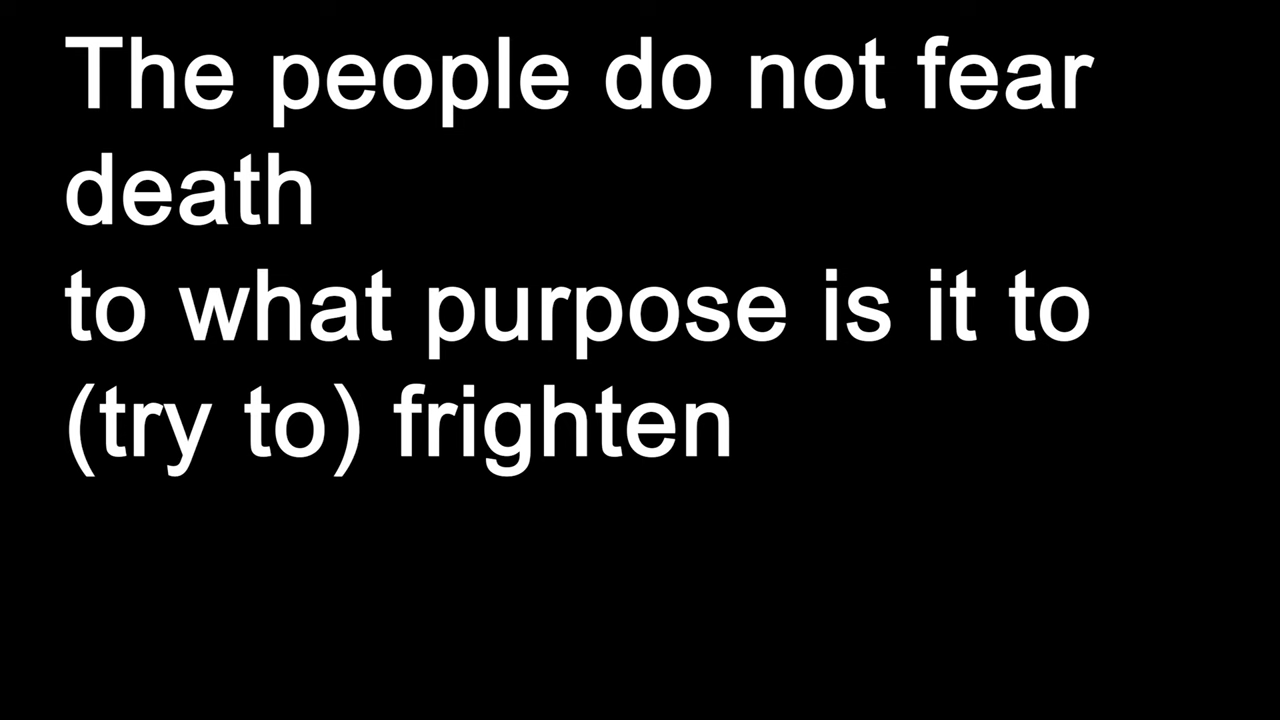 The people do not fear
death
to what purpose is it to
(try to) frighten